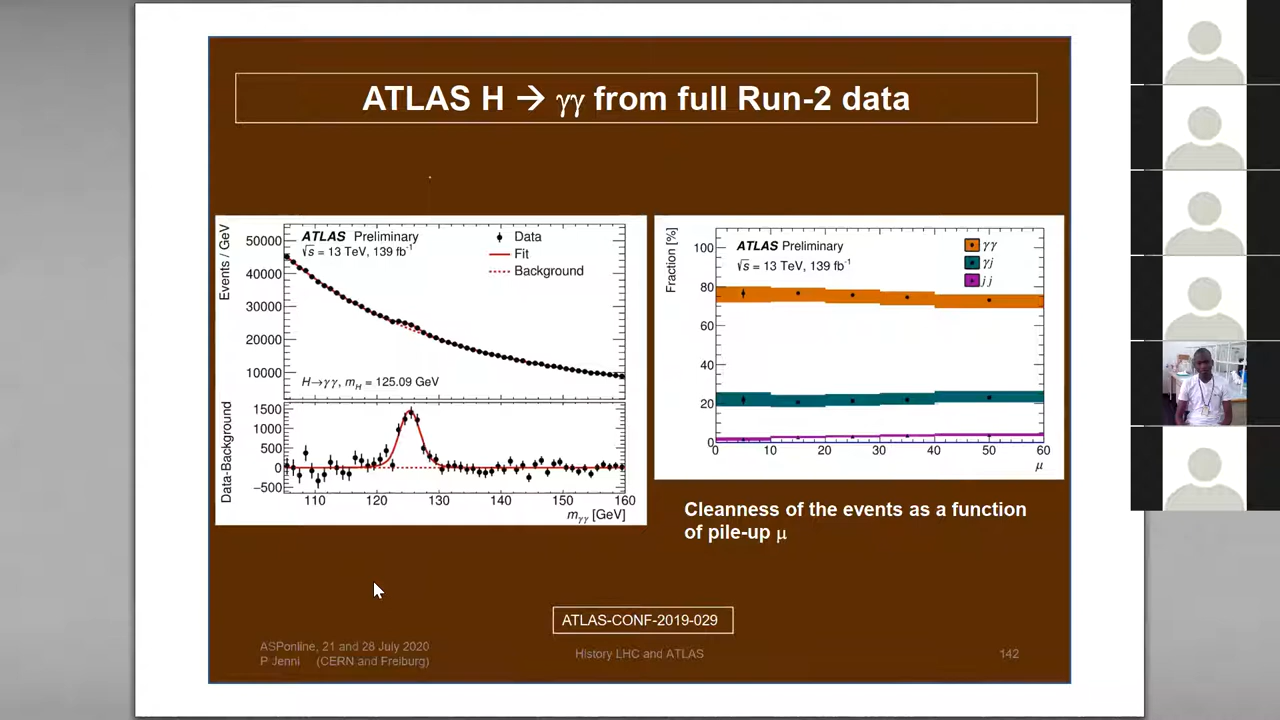 ATLAS H → γγ from full Run-2 data
Events / GeV
50000
40000
30000
20000
10000
ATLAS Preliminary
√s = 13 TeV, 139 fb⁻¹
Data
Fit
Background
H→γγ, m_H = 125.09 GeV
Data-Background
1500
1000
500
0
−500
110 120 130 140 150 160
m_γγ [GeV]
Fraction [%]
100
80
60
40
20
0
ATLAS Preliminary
√s = 13 TeV, 139 fb⁻¹
γγ
γj
jj
0 10 20 30 40 50 60
μ
Cleanness of the events as a function
of pile-up μ
ATLAS-CONF-2019-029
ASPonline, 21 and 28 July 2020
P Jenni (CERN and Freiburg)
History LHC and ATLAS
142